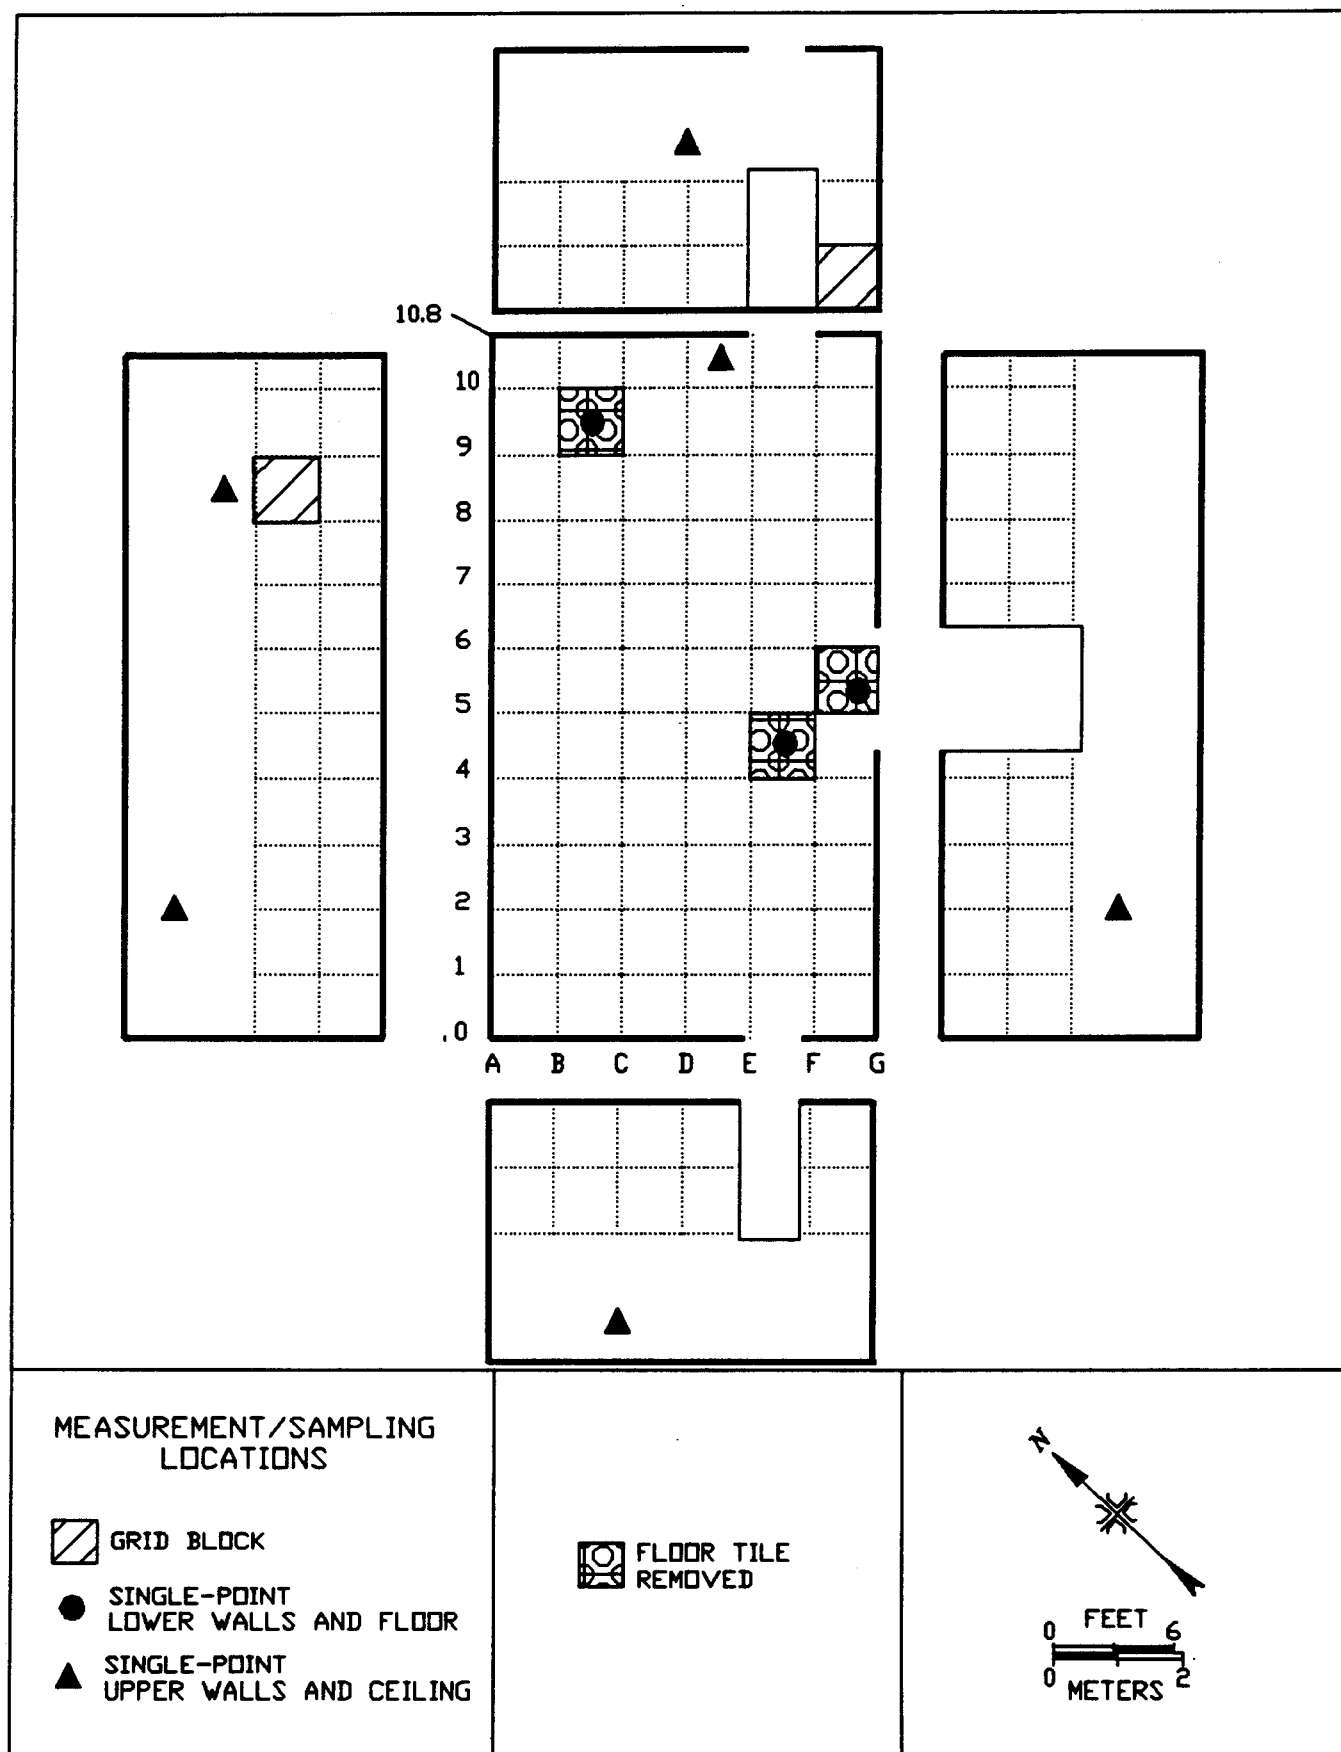 10.8
10
9
8
7
6
5
4
3
2
1
.0
A B C D E F G
MEASUREMENT/SAMPLING
LOCATIONS
GRID BLOCK
SINGLE-POINT
LOWER WALLS AND FLOOR
SINGLE-POINT
UPPER WALLS AND CEILING
FLOOR TILE
REMOVED
N
FEET
0 6
0 2
METERS